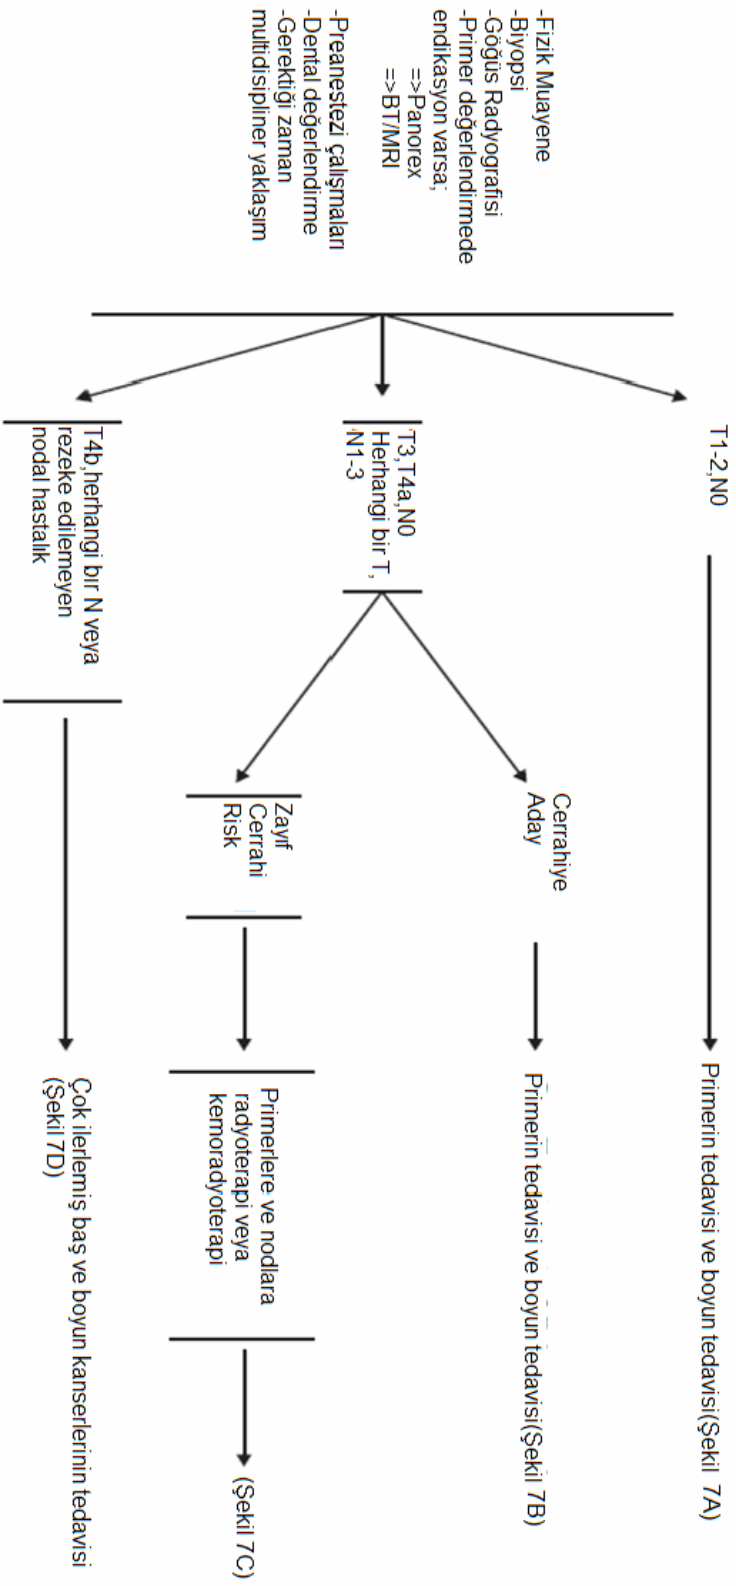 -Fizik Muayene
-Biyopsi
-Göğüs Radyografisi
-Primer değerlendirmede
endikasyon varsa;
=>Panorex
=>BT/MRI
-Preanestezi çalışmaları
-Dental değerlendirme
-Gerektiği zaman
multidisipliner yaklaşım
T1-2,N0
Primerin tedavisi ve boyun tedavisi(Şekil 7A)
T3,T4a,N0
Herhangi bir T,
N1-3
Cerrahiye
Aday
Primerin tedavisi ve boyun tedavisi(Şekil 7B)
Zayıf
Cerrahi
Risk
Primerlere ve nodlara
radyoterapi veya
kemoradyoterapi
(Şekil 7C)
T4b,herhangi bır N veya
rezeke edilemeyen
nodal hastalık
Çok ilerlemiş baş ve boyun kanserlerinin tedavisi
(Şekil 7D)